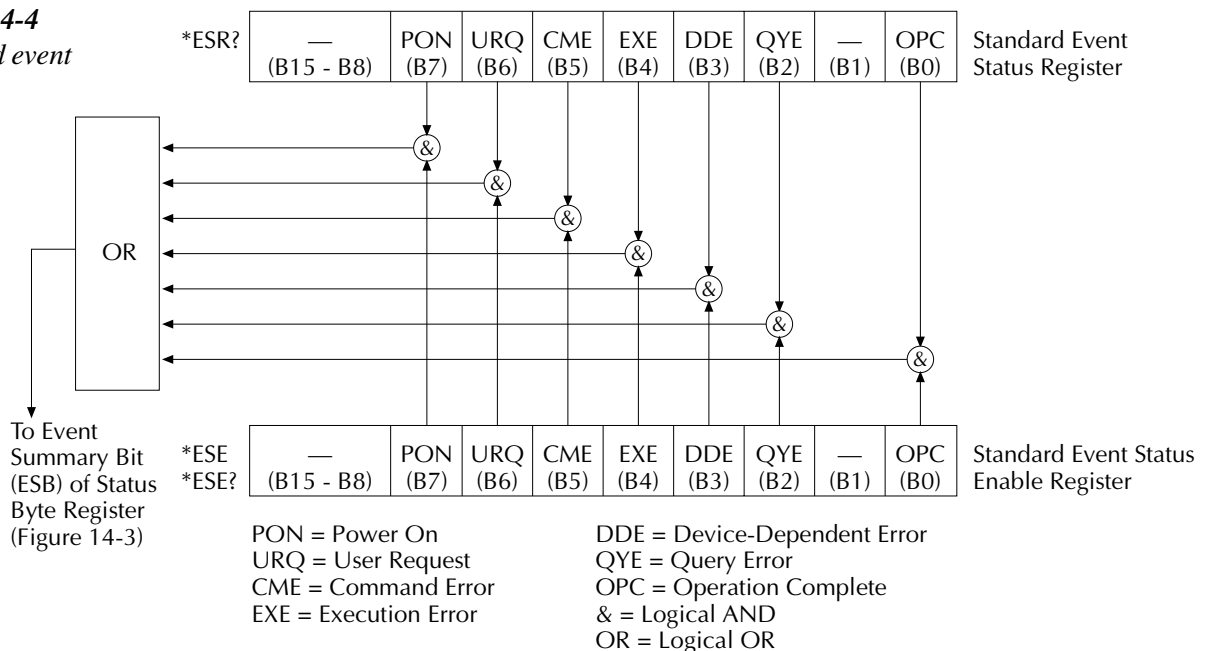 4-4
d event
*ESR? — PON URQ CME EXE DDE QYE — OPC Standard Event
(B15 - B8) (B7) (B6) (B5) (B4) (B3) (B2) (B1) (B0) Status Register
&
&
&
OR &
&
&
&
To Event
Summary Bit
(ESB) of Status
Byte Register
(Figure 14-3)
*ESE — PON URQ CME EXE DDE QYE — OPC Standard Event Status
*ESE? (B15 - B8) (B7) (B6) (B5) (B4) (B3) (B2) (B1) (B0) Enable Register
PON = Power On
URQ = User Request
CME = Command Error
EXE = Execution Error
DDE = Device-Dependent Error
QYE = Query Error
OPC = Operation Complete
& = Logical AND
OR = Logical OR